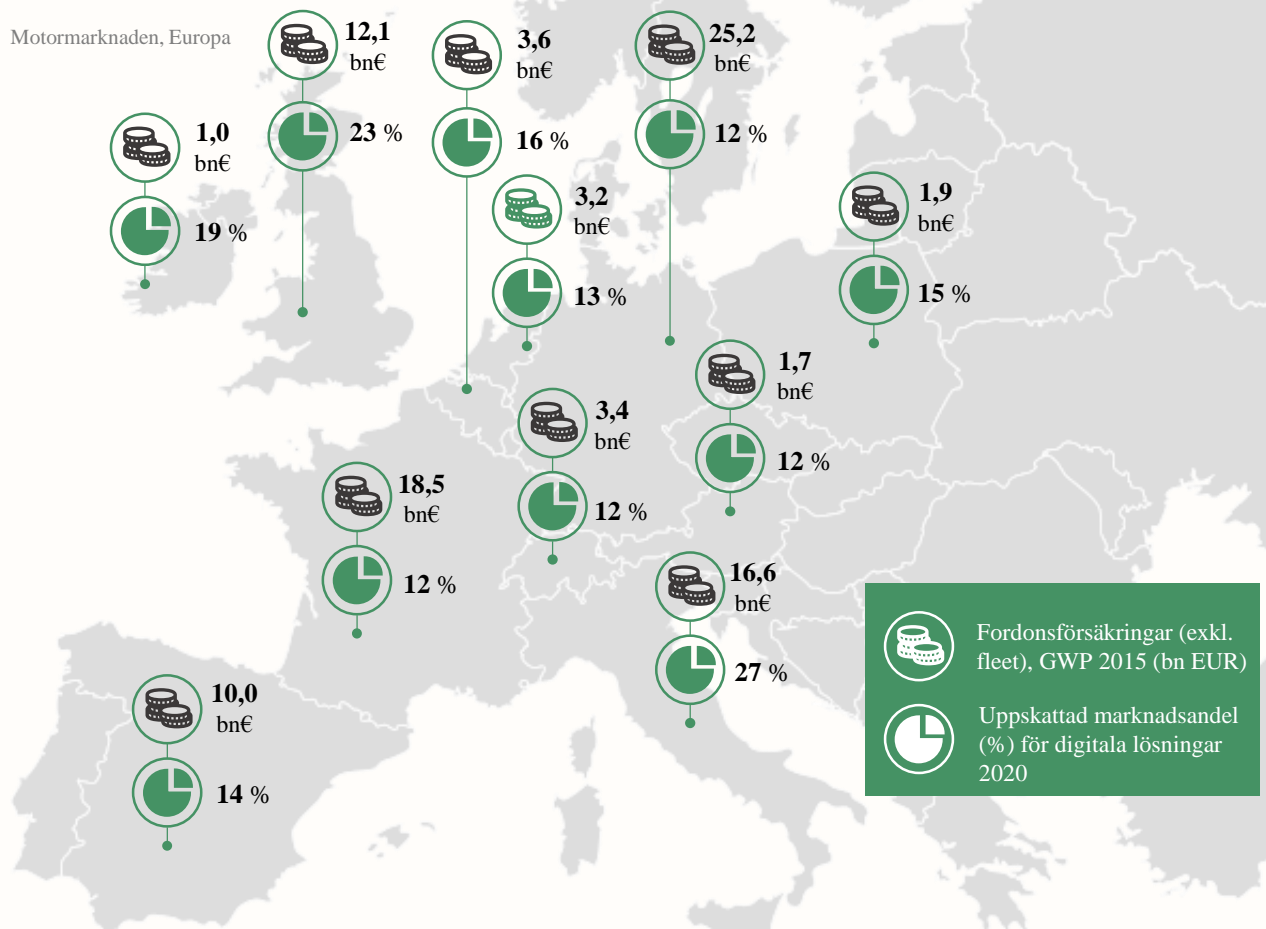 Motormarknaden, Europa
12,1
bn€
23 %
3,6
bn€
16 %
25,2
bn€
12 %
1,0
bn€
19 %
3,2
bn€
13 %
1,9
bn€
15 %
1,7
bn€
12 %
3,4
bn€
12 %
18,5
bn€
12 %
16,6
bn€
27 %
10,0
bn€
14 %
Fordonsförsäkringar (exkl.
fleet), GWP 2015 (bn EUR)
Uppskattad marknadsandel
(%) för digitala lösningar
2020